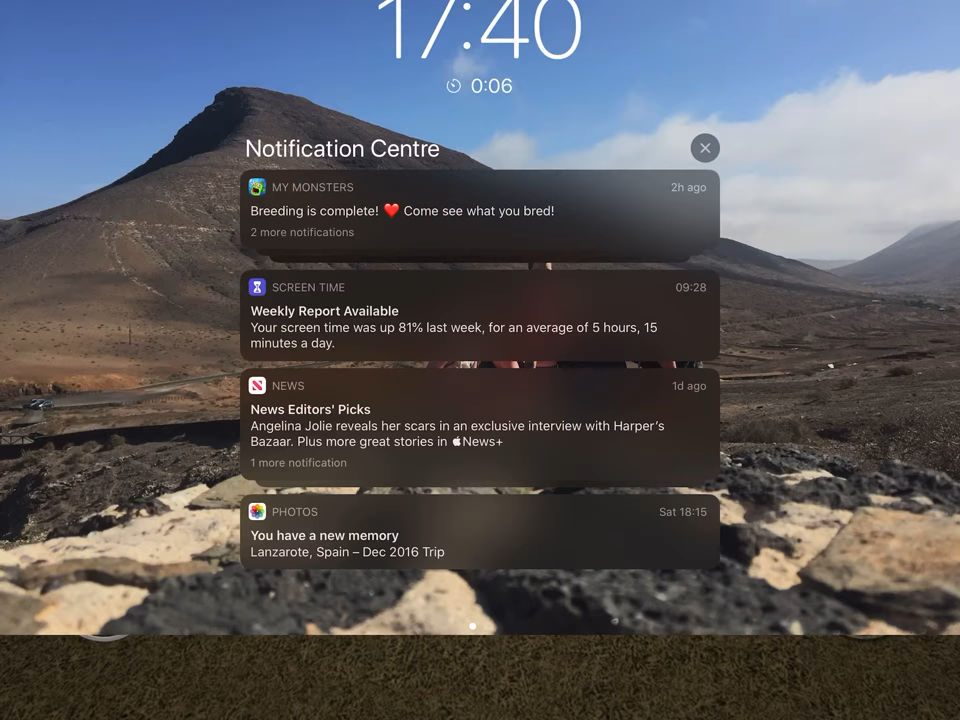 17:40
0:06
Notification Centre
MY MONSTERS 2h ago
Breeding is complete! ❤️ Come see what you bred!
2 more notifications
SCREEN TIME 09:28
Weekly Report Available
Your screen time was up 81% last week, for an average of 5 hours, 15
minutes a day.
NEWS 1d ago
News Editors' Picks
Angelina Jolie reveals her scars in an exclusive interview with Harper's
Bazaar. Plus more great stories in News+
1 more notification
PHOTOS Sat 18:15
You have a new memory
Lanzarote, Spain – Dec 2016 Trip